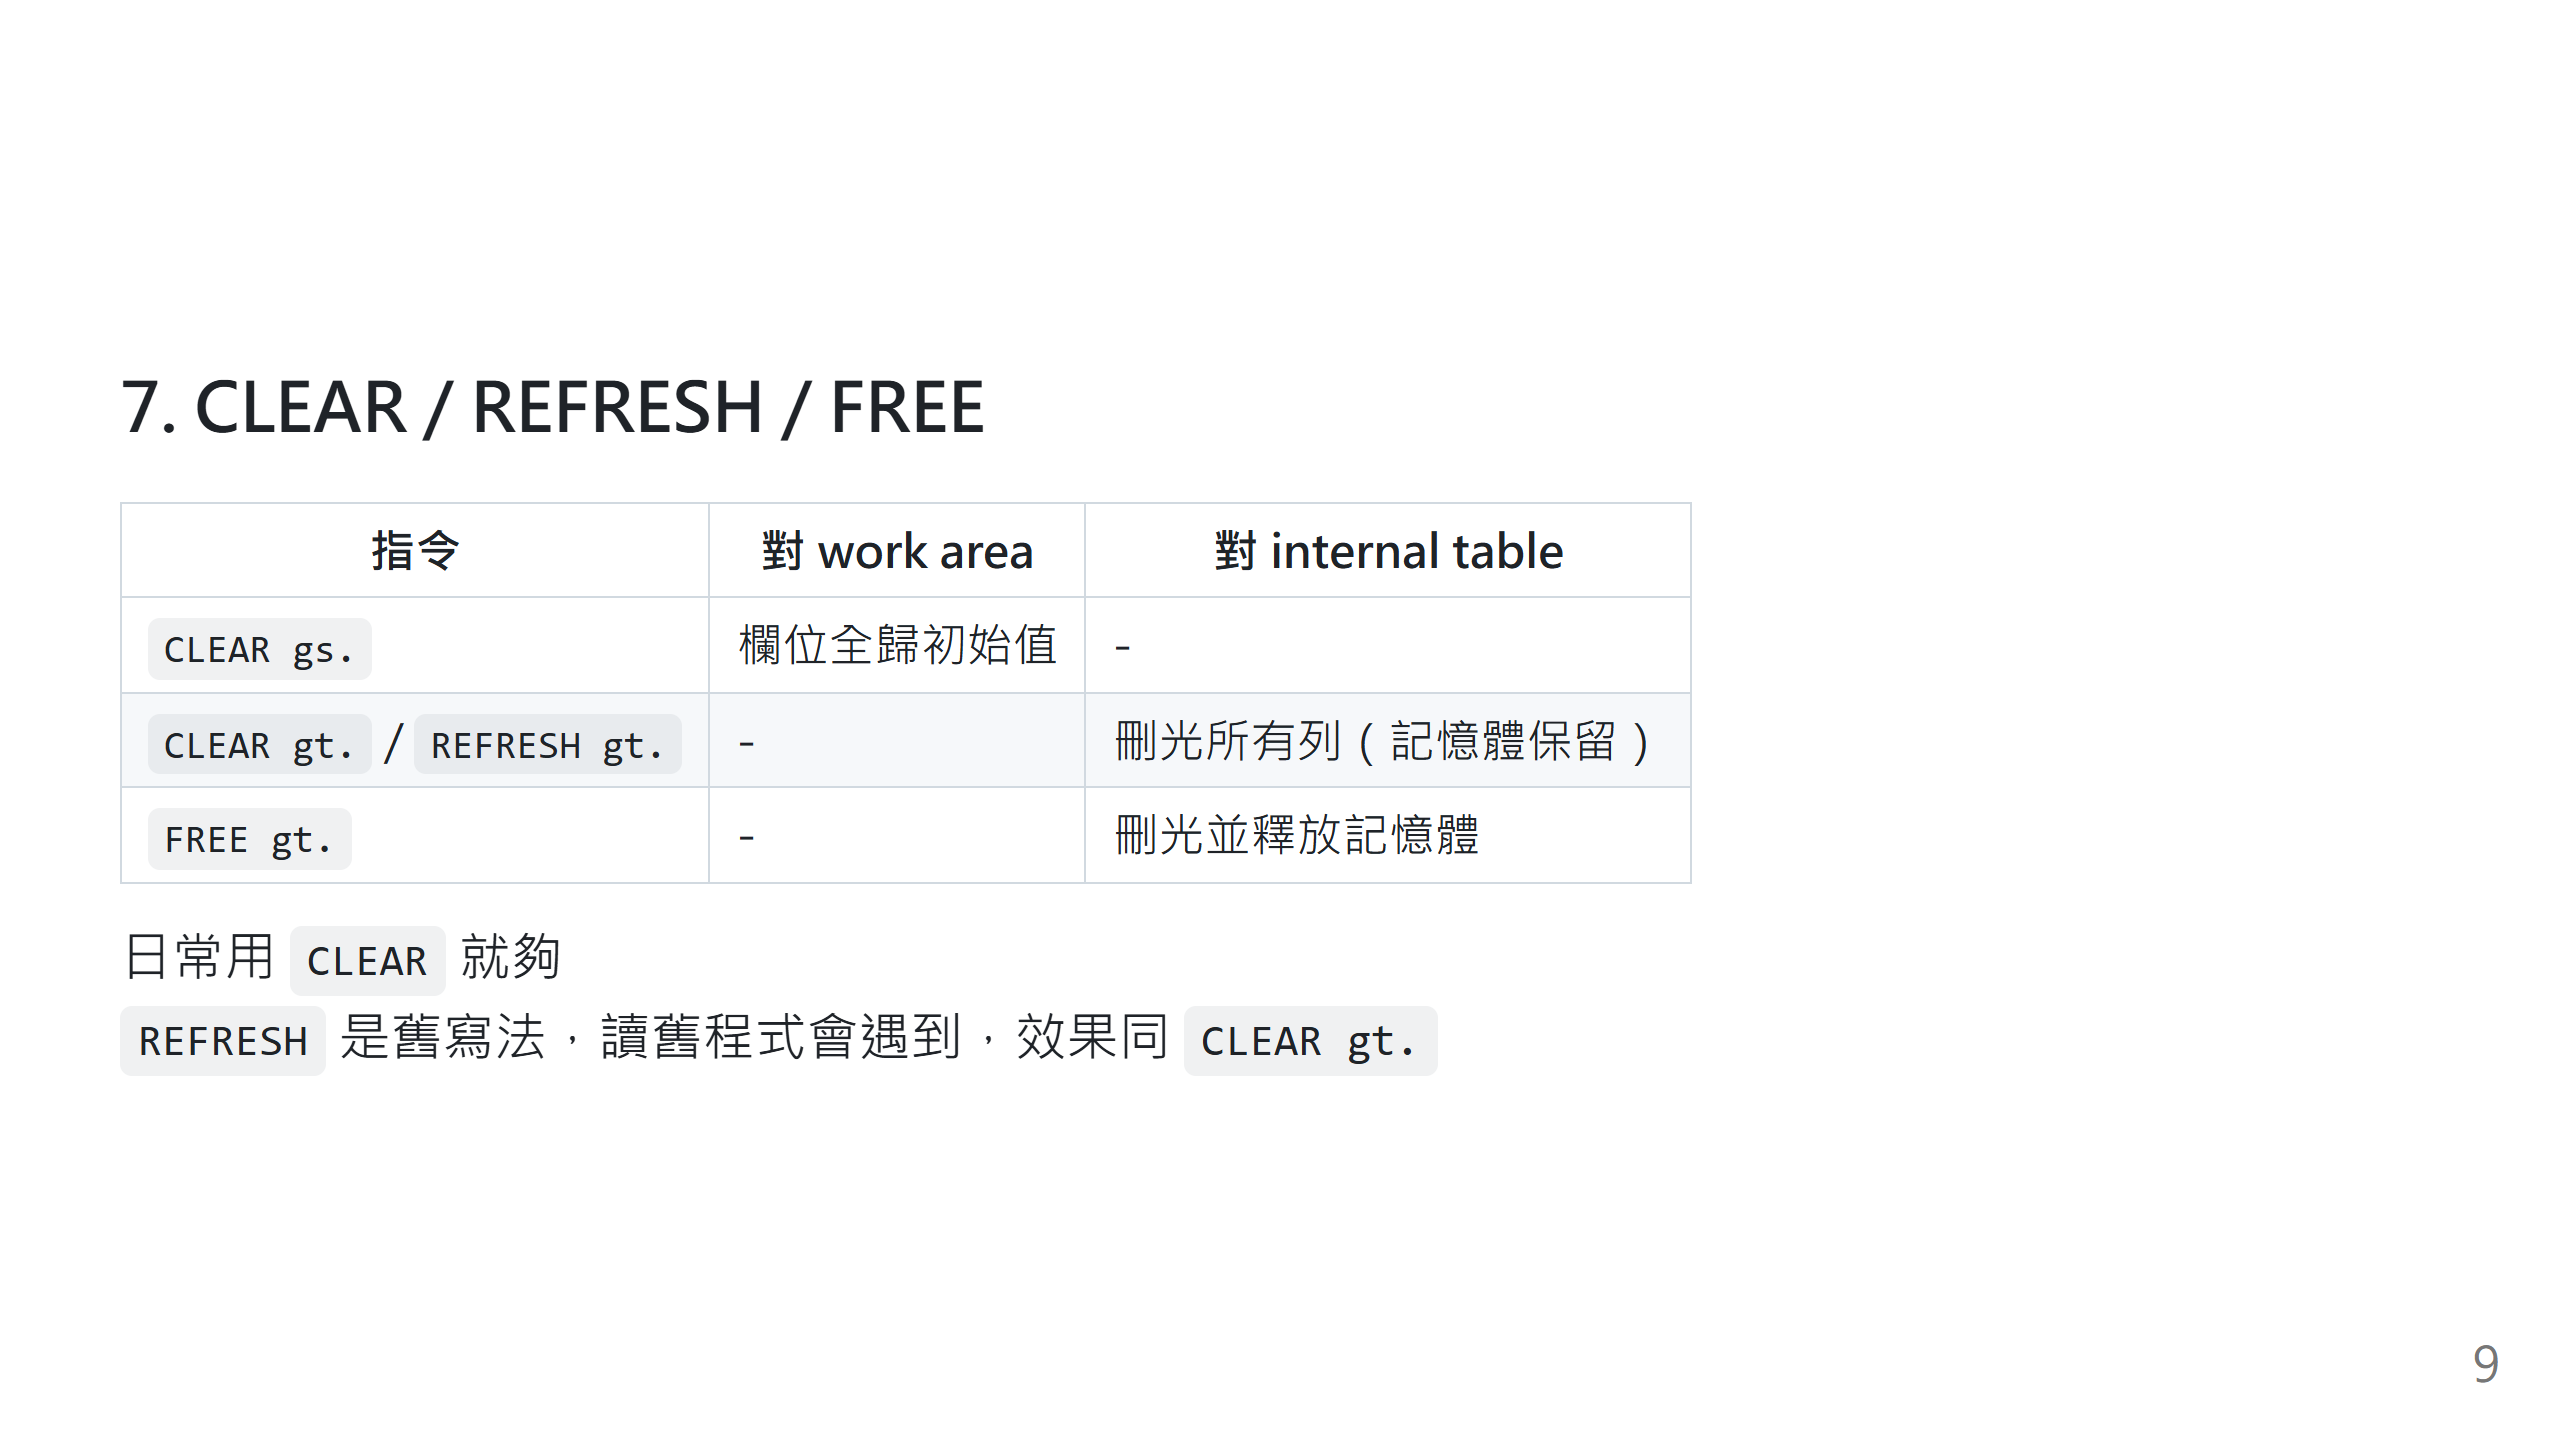 7. CLEAR / REFRESH / FREE
指令 對 work area 對 internal table
CLEAR gs. 欄位全歸初始值 -
CLEAR gt. / REFRESH gt. - 刪光所有列（記憶體保留）
FREE gt. - 刪光並釋放記憶體
日常用 CLEAR 就夠
REFRESH 是舊寫法，讀舊程式會遇到，效果同 CLEAR gt.
9